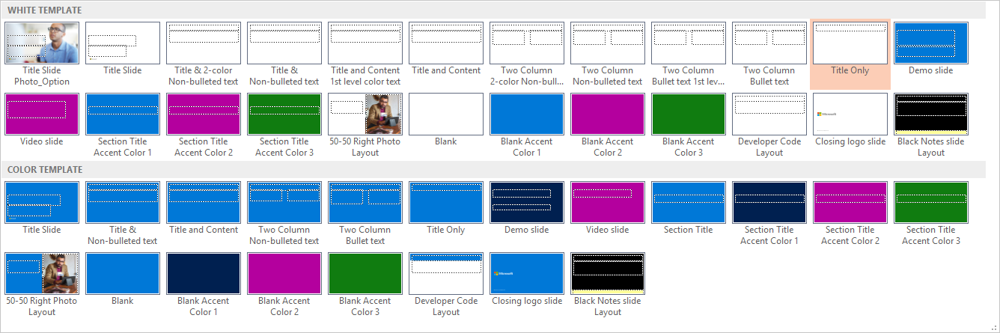 WHITE TEMPLATE
Title Slide
Photo_Option
Title Slide
Title & 2-color
Non-bulleted text
Title &
Non-bulleted text
Title and Content
1st level color text
Title and Content
Two Column
2-color Non-bull...
Two Column
Non-bulleted text
Two Column
Bullet text 1st lev...
Two Column
Bullet text
Title Only
Demo slide
Video slide
Section Title
Accent Color 1
Section Title
Accent Color 2
Section Title
Accent Color 3
50-50 Right Photo
Layout
Blank
Blank Accent
Color 1
Blank Accent
Color 2
Blank Accent
Color 3
Developer Code
Layout
Microsoft
Closing logo slide
Black Notes slide
Layout
COLOR TEMPLATE
Title Slide
Title &
Non-bulleted text
Title and Content
Two Column
Non-bulleted text
Two Column
Bullet text
Title Only
Demo slide
Video slide
Section Title
Section Title
Accent Color 1
Section Title
Accent Color 2
Section Title
Accent Color 3
50-50 Right Photo
Layout
Blank
Blank Accent
Color 1
Blank Accent
Color 2
Blank Accent
Color 3
Developer Code
Layout
Microsoft
Closing logo slide
Black Notes slide
Layout